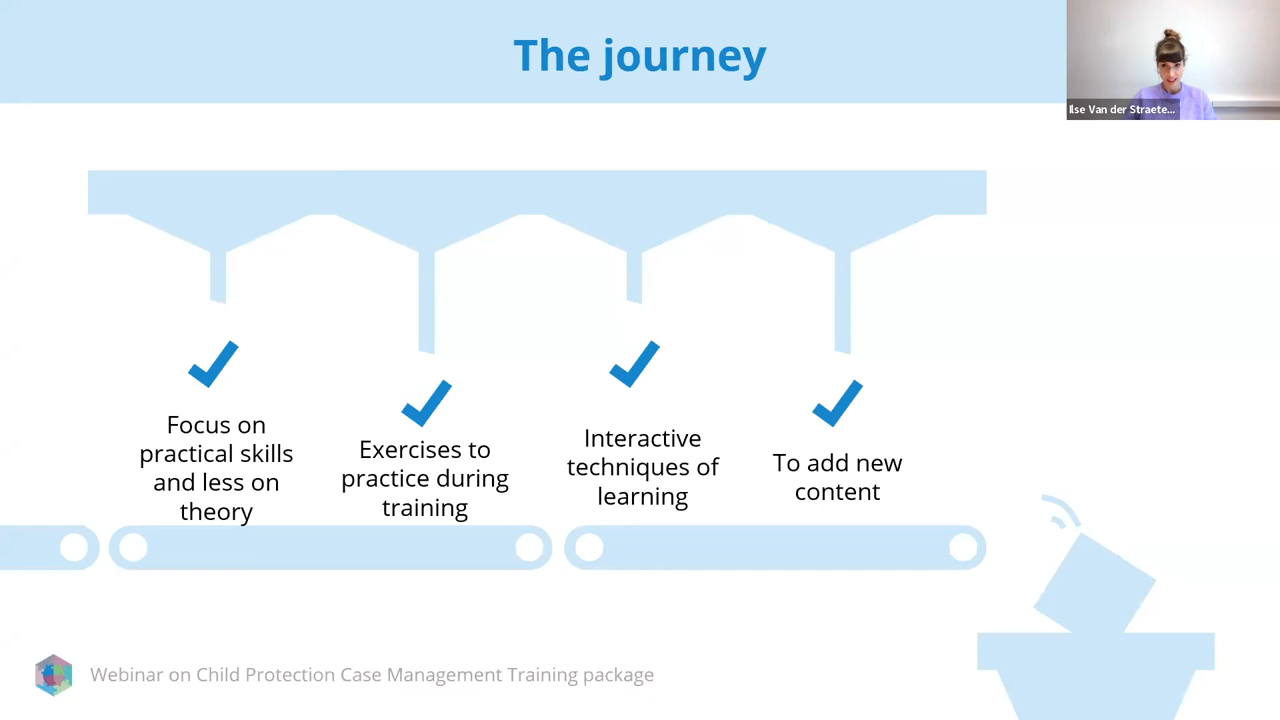 The journey
Ilse Van der Straete...
Focus on
practical skills
and less on
theory
Exercises to
practice during
training
Interactive
techniques of
learning
To add new
content
Webinar on Child Protection Case Management Training package